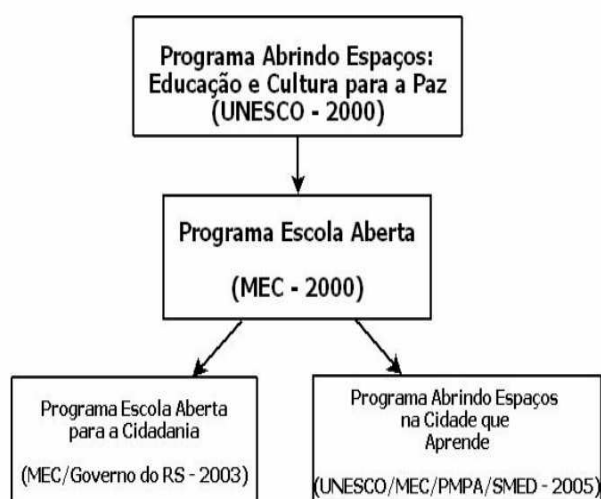 Programa Abrindo Espaços:
Educação e Cultura para a Paz
(UNESCO - 2000)
Programa Escola Aberta
(MEC - 2000)
Programa Escola Aberta
para a Cidadania
(MEC/Governo do RS - 2003)
Programa Abrindo Espaços
na Cidade que
Aprende
(UNESCO/MEC/PMPA/SMED - 2005)